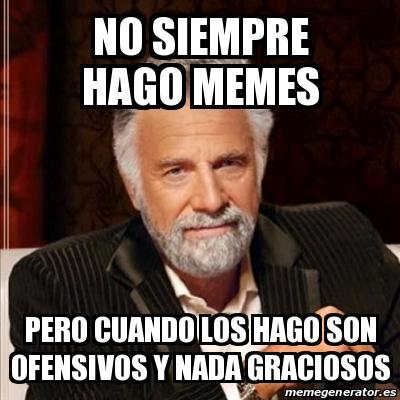 NO SIEMPRE
HAGO MEMES
PERO CUANDO LOS HAGO SON
OFENSIVOS Y NADA GRACIOSOS
memegenerator.es